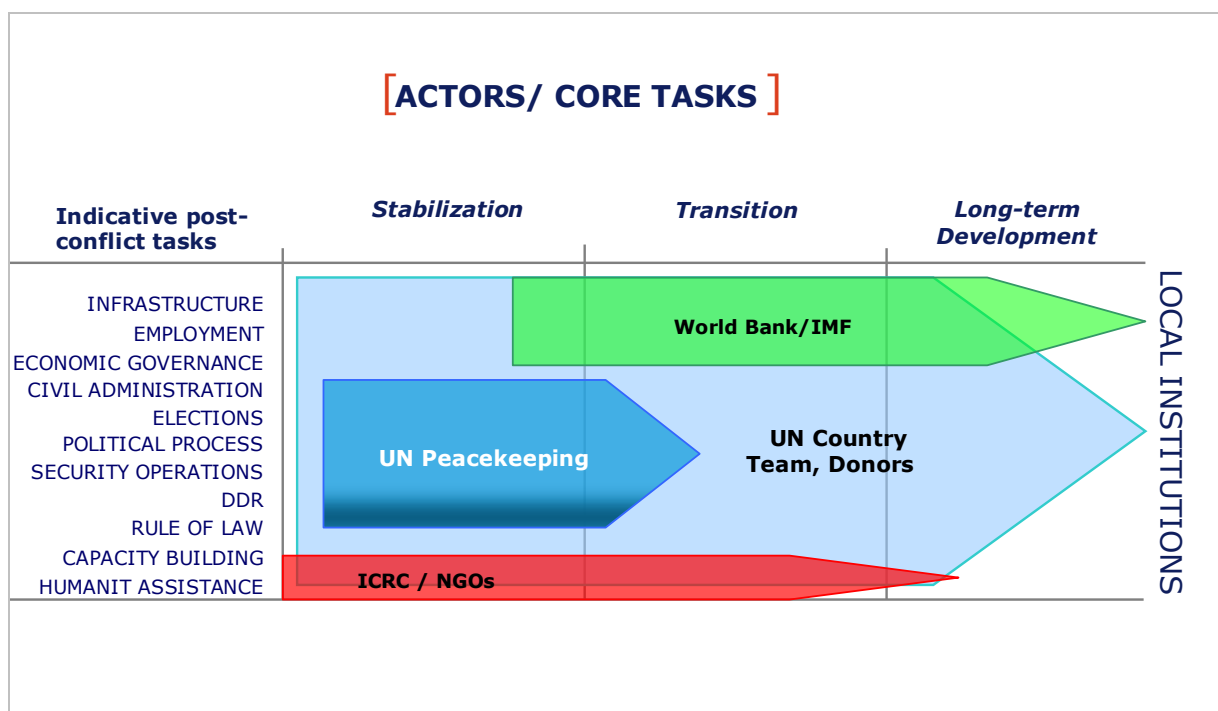 [ACTORS/ CORE TASKS ]
Indicative post-
conflict tasks
Stabilization
Transition
Long-term
Development
INFRASTRUCTURE
EMPLOYMENT
ECONOMIC GOVERNANCE
CIVIL ADMINISTRATION
ELECTIONS
POLITICAL PROCESS
SECURITY OPERATIONS
DDR
RULE OF LAW
CAPACITY BUILDING
HUMANIT ASSISTANCE
World Bank/IMF
UN Peacekeeping
UN Country
Team, Donors
ICRC / NGOs
LOCAL INSTITUTIONS